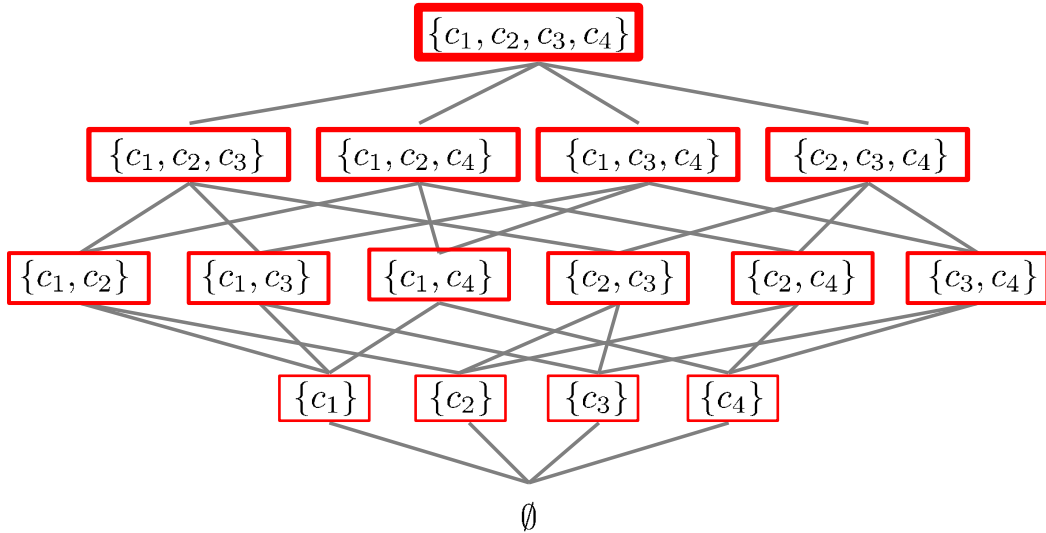 {c₁, c₂, c₃, c₄}
{c₁, c₂, c₃} {c₁, c₂, c₄} {c₁, c₃, c₄} {c₂, c₃, c₄}
{c₁, c₂} {c₁, c₃} {c₁, c₄} {c₂, c₃} {c₂, c₄} {c₃, c₄}
{c₁} {c₂} {c₃} {c₄}
∅